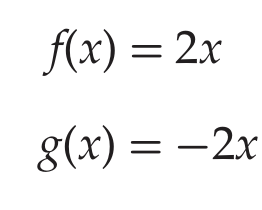 f(x) = 2x
g(x) = −2x